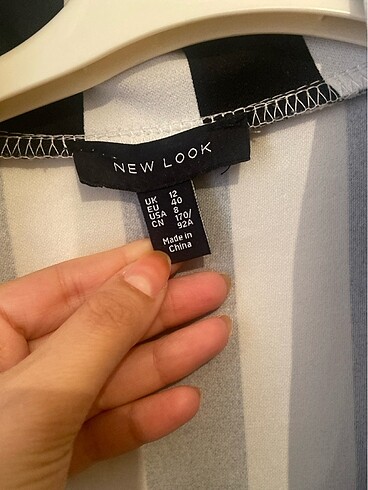 NEW LOOK
UK 12
EU 40
USA 8
CN 170/
92A
Made in
China